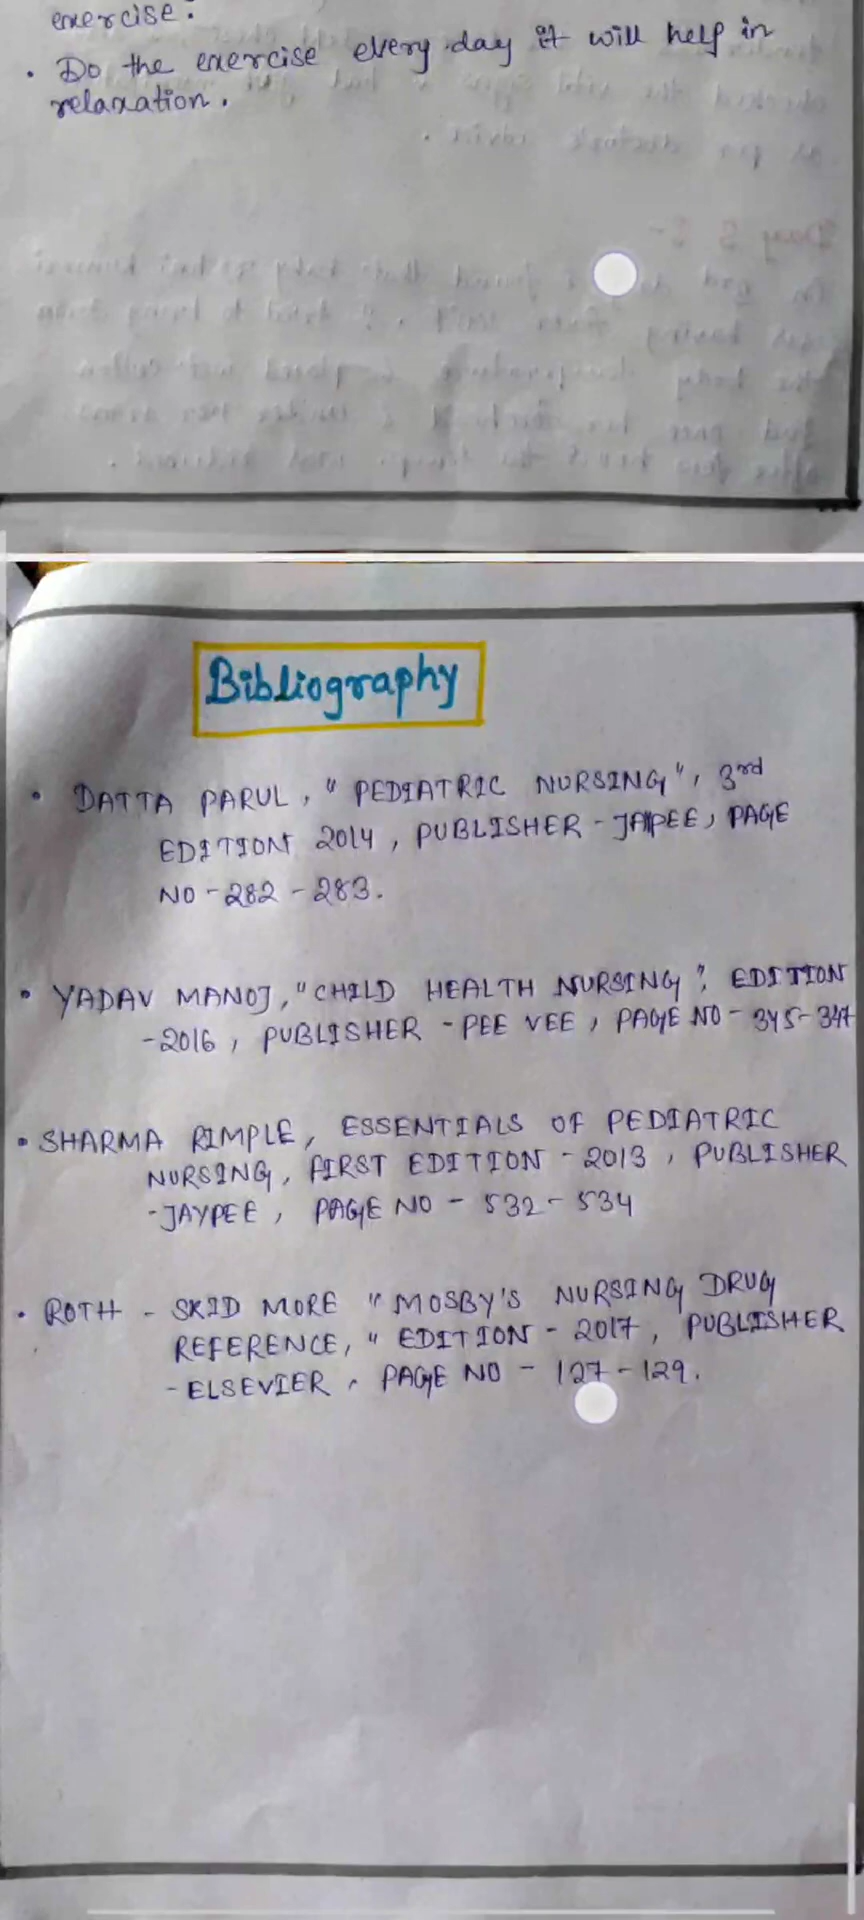 exercise.
• Do the exercise every day it will help in
relaxation.
Bibliography
• DATTA PARUL, "PEDIATRIC NURSING", 3rd
EDITION 2014, PUBLISHER - JAPEE, PAGE
NO - 282 - 283.
• YADAV MANOJ, "CHILD HEALTH NURSING", EDITION
- 2016, PUBLISHER - PEE VEE, PAGE NO - 345 - 347
• SHARMA RIMPLE, ESSENTIALS OF PEDIATRIC
NURSING, FIRST EDITION - 2013, PUBLISHER
- JAYPEE, PAGE NO - 532 - 534
• ROTH - SKID MORE "MOSBY'S NURSING DRUG
REFERENCE," EDITION - 2017, PUBLISHER
- ELSEVIER, PAGE NO - 127 - 129.